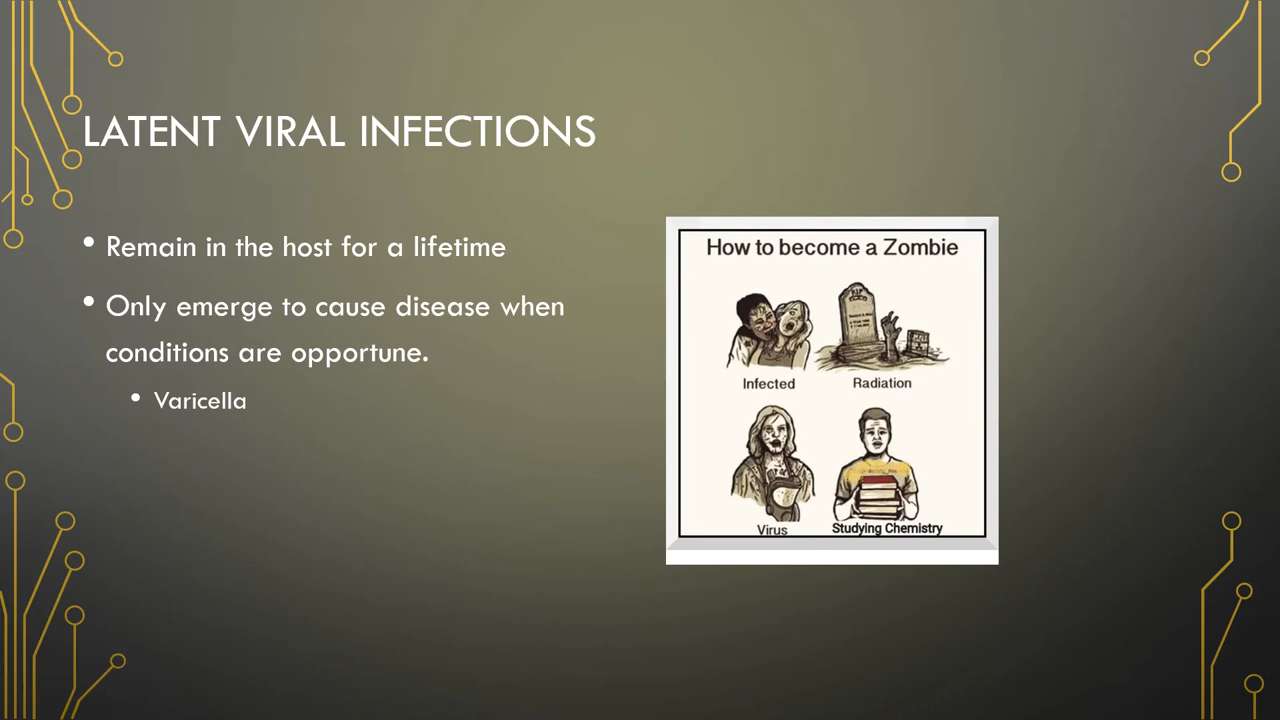 LATENT VIRAL INFECTIONS
• Remain in the host for a lifetime
• Only emerge to cause disease when
conditions are opportune.
• Varicella
How to become a Zombie
RIP
Infected
Radiation
Virus
Studying Chemistry